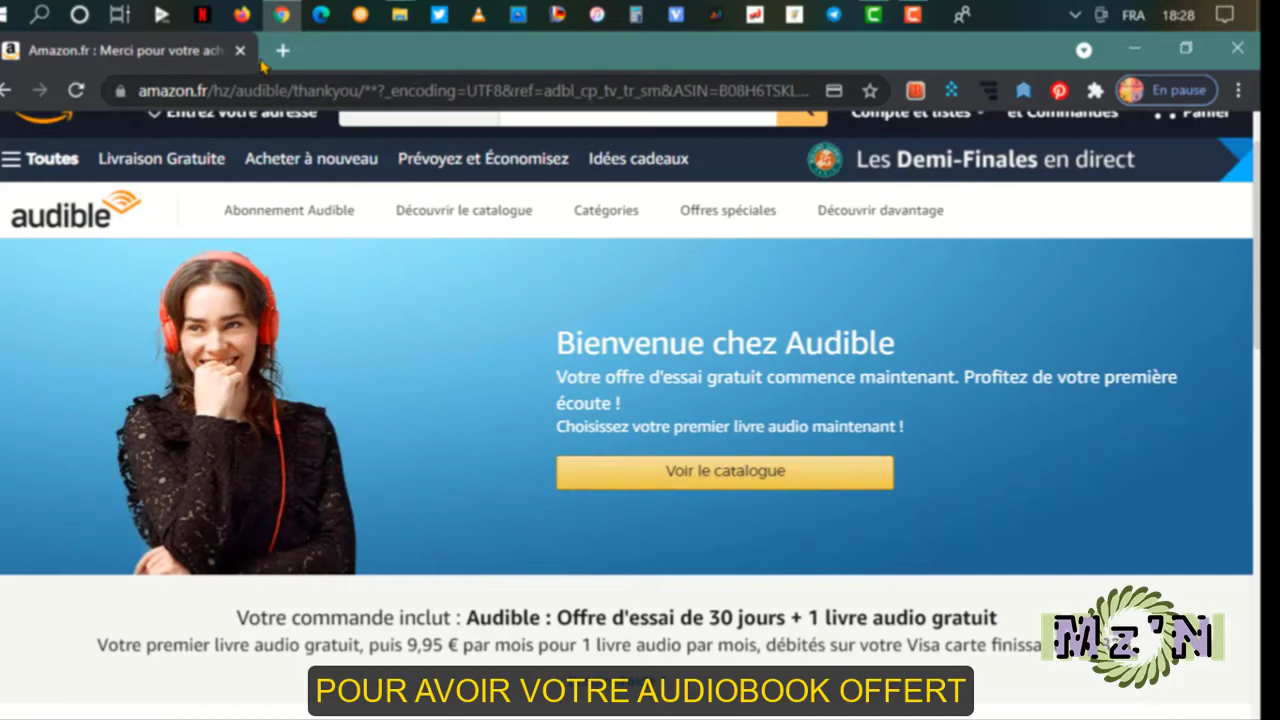 FRA 18:28
Amazon.fr : Merci pour votre ach
amazon.fr/hz/audible/thankyou/**?_encoding=UTF8&ref=adbl_cp_tv_tr_sm&ASIN=B08H6TSKL...
En pause
Entrez votre adresse
Compte et listes et Commandes Panier
Toutes Livraison Gratuite Acheter à nouveau Prévoyez et Économisez Idées cadeaux Les Demi-Finales en direct
audible Abonnement Audible Découvrir le catalogue Catégories Offres spéciales Découvrir davantage
Bienvenue chez Audible
Votre offre d'essai gratuit commence maintenant. Profitez de votre première
écoute !
Choisissez votre premier livre audio maintenant !
Voir le catalogue
Votre commande inclut : Audible : Offre d'essai de 30 jours + 1 livre audio gratuit
Votre premier livre audio gratuit, puis 9,95 € par mois pour 1 livre audio par mois, débités sur votre Visa carte finissa
Mz'N
POUR AVOIR VOTRE AUDIOBOOK OFFERT